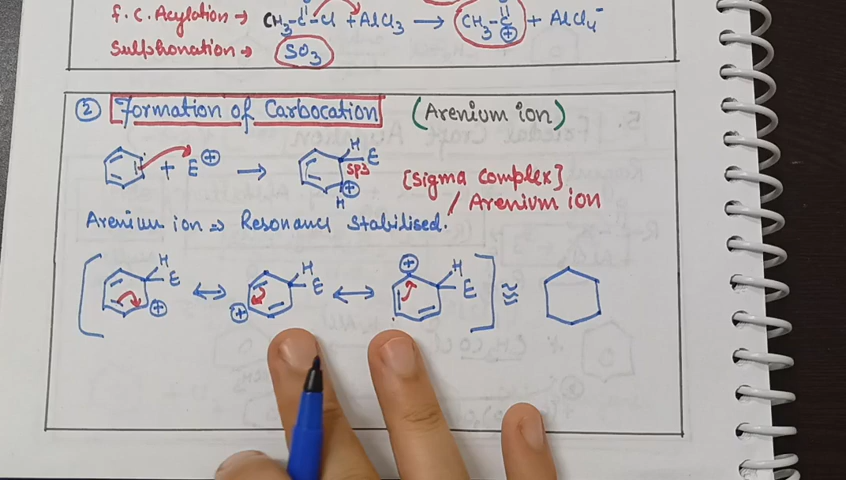 F.C. Acylation → CH3-C-Cl + AlCl3 → CH3-C⊕ + AlCl4⁻
Sulphonation → SO3
② Formation of Carbocation (Arenium ion)
+ E⊕ → H E sp3 ⊕ H
[Sigma Complex] / Arenium ion
Arenium ion ⇒ Resonance Stabilised.
[ H E ⊕ ↔ H E ⊕ ↔ ⊕ H E ] ≅